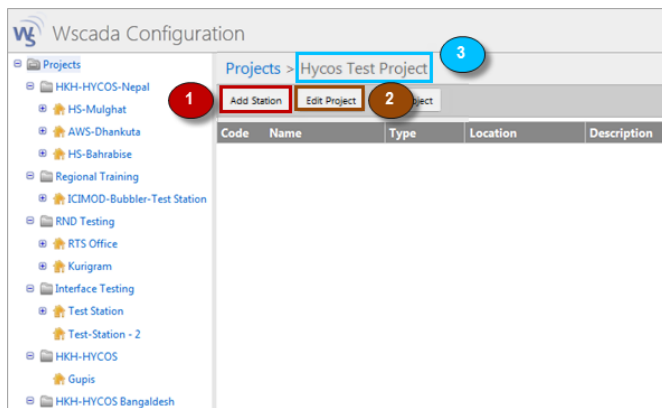 Wscada Configuration
Projects
HKH-HYCOS-Nepal
HS-Mulghat
AWS-Dhankuta
HS-Bahrabise
Regional Training
ICIMOD-Bubbler-Test Station
RND Testing
RTS Office
Kurigram
Interface Testing
Test Station
Test-Station - 2
HKH-HYCOS
Gupis
HKH-HYCOS Bangaldesh
Projects > Hycos Test Project
3
1
Add Station Edit Project 2
Code Name Type Location Description